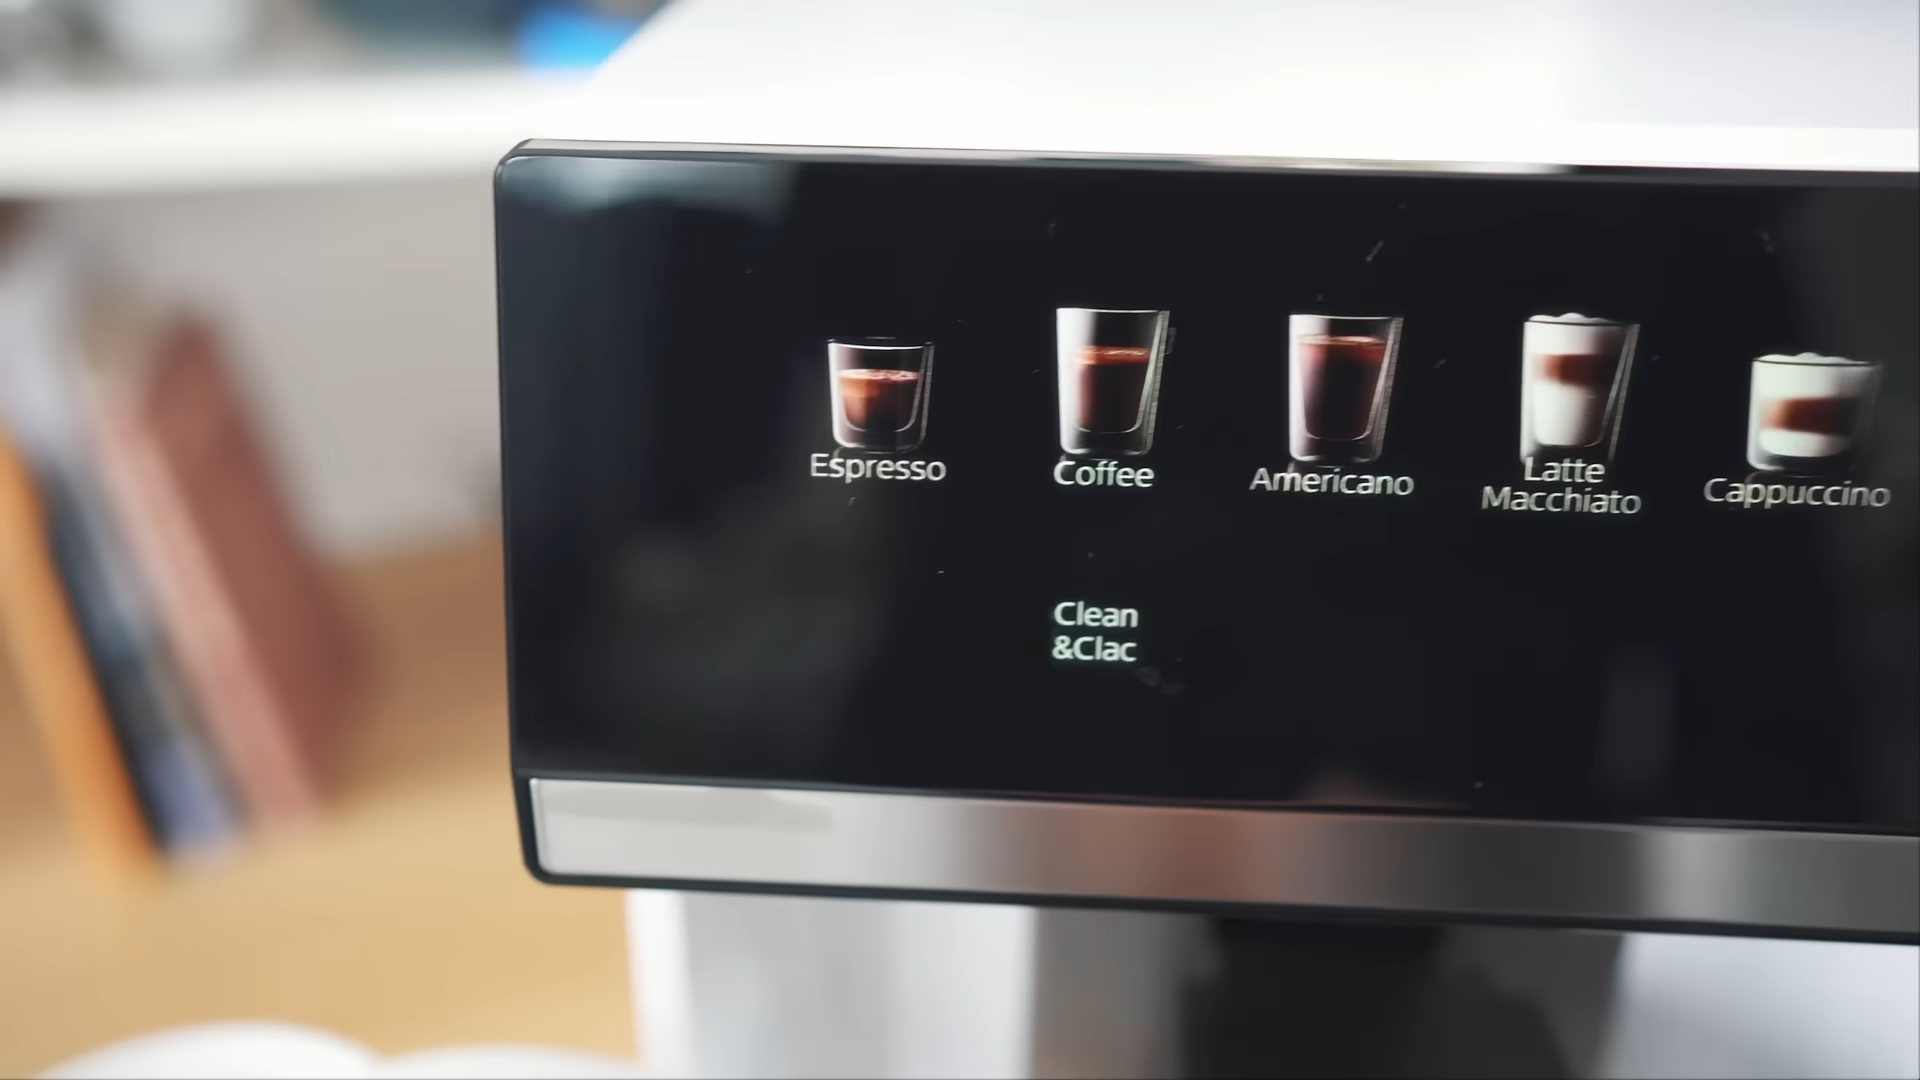 Espresso
Coffee
Americano
Latte
Macchiato
Cappuccino
Clean
&Clac